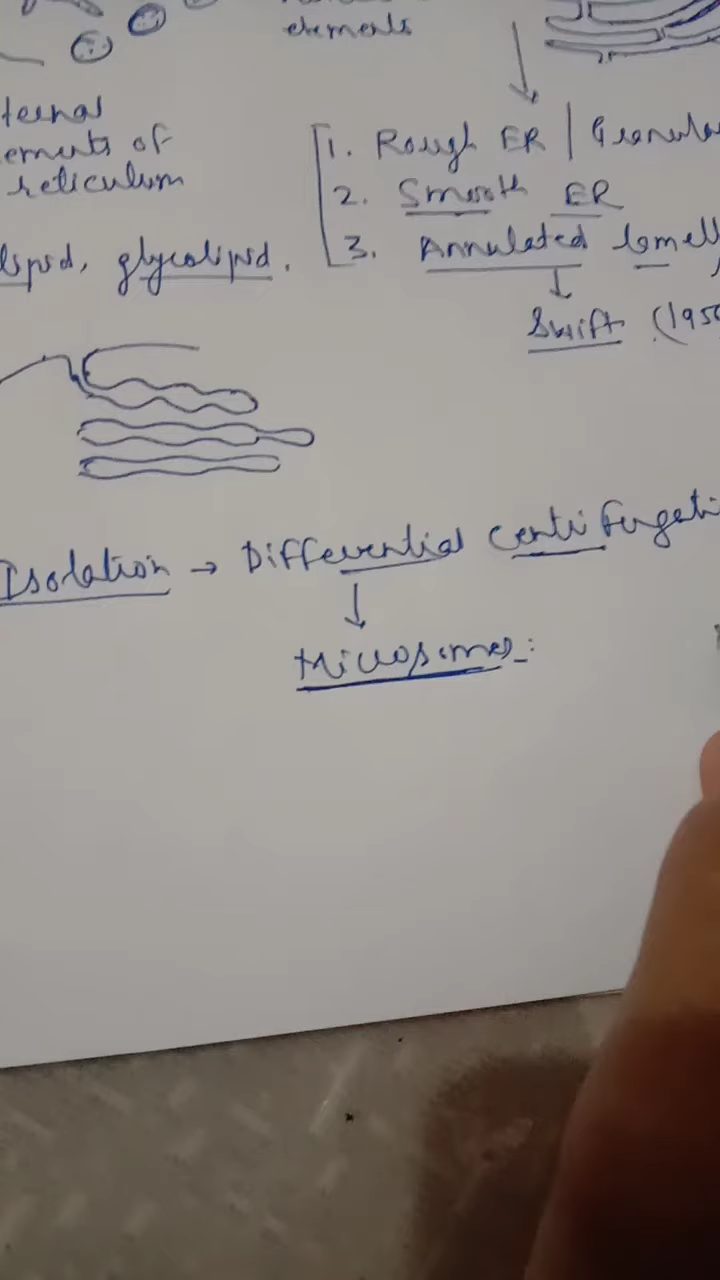 elements
ternal
ements of
reticulum
1. Rough ER | Granula
2. Smooth ER
lipid, glycolipid.
3. Annulated lamell
↓
Swift (195
Isolation → Differential Centrifugati
↓
Microsomes: